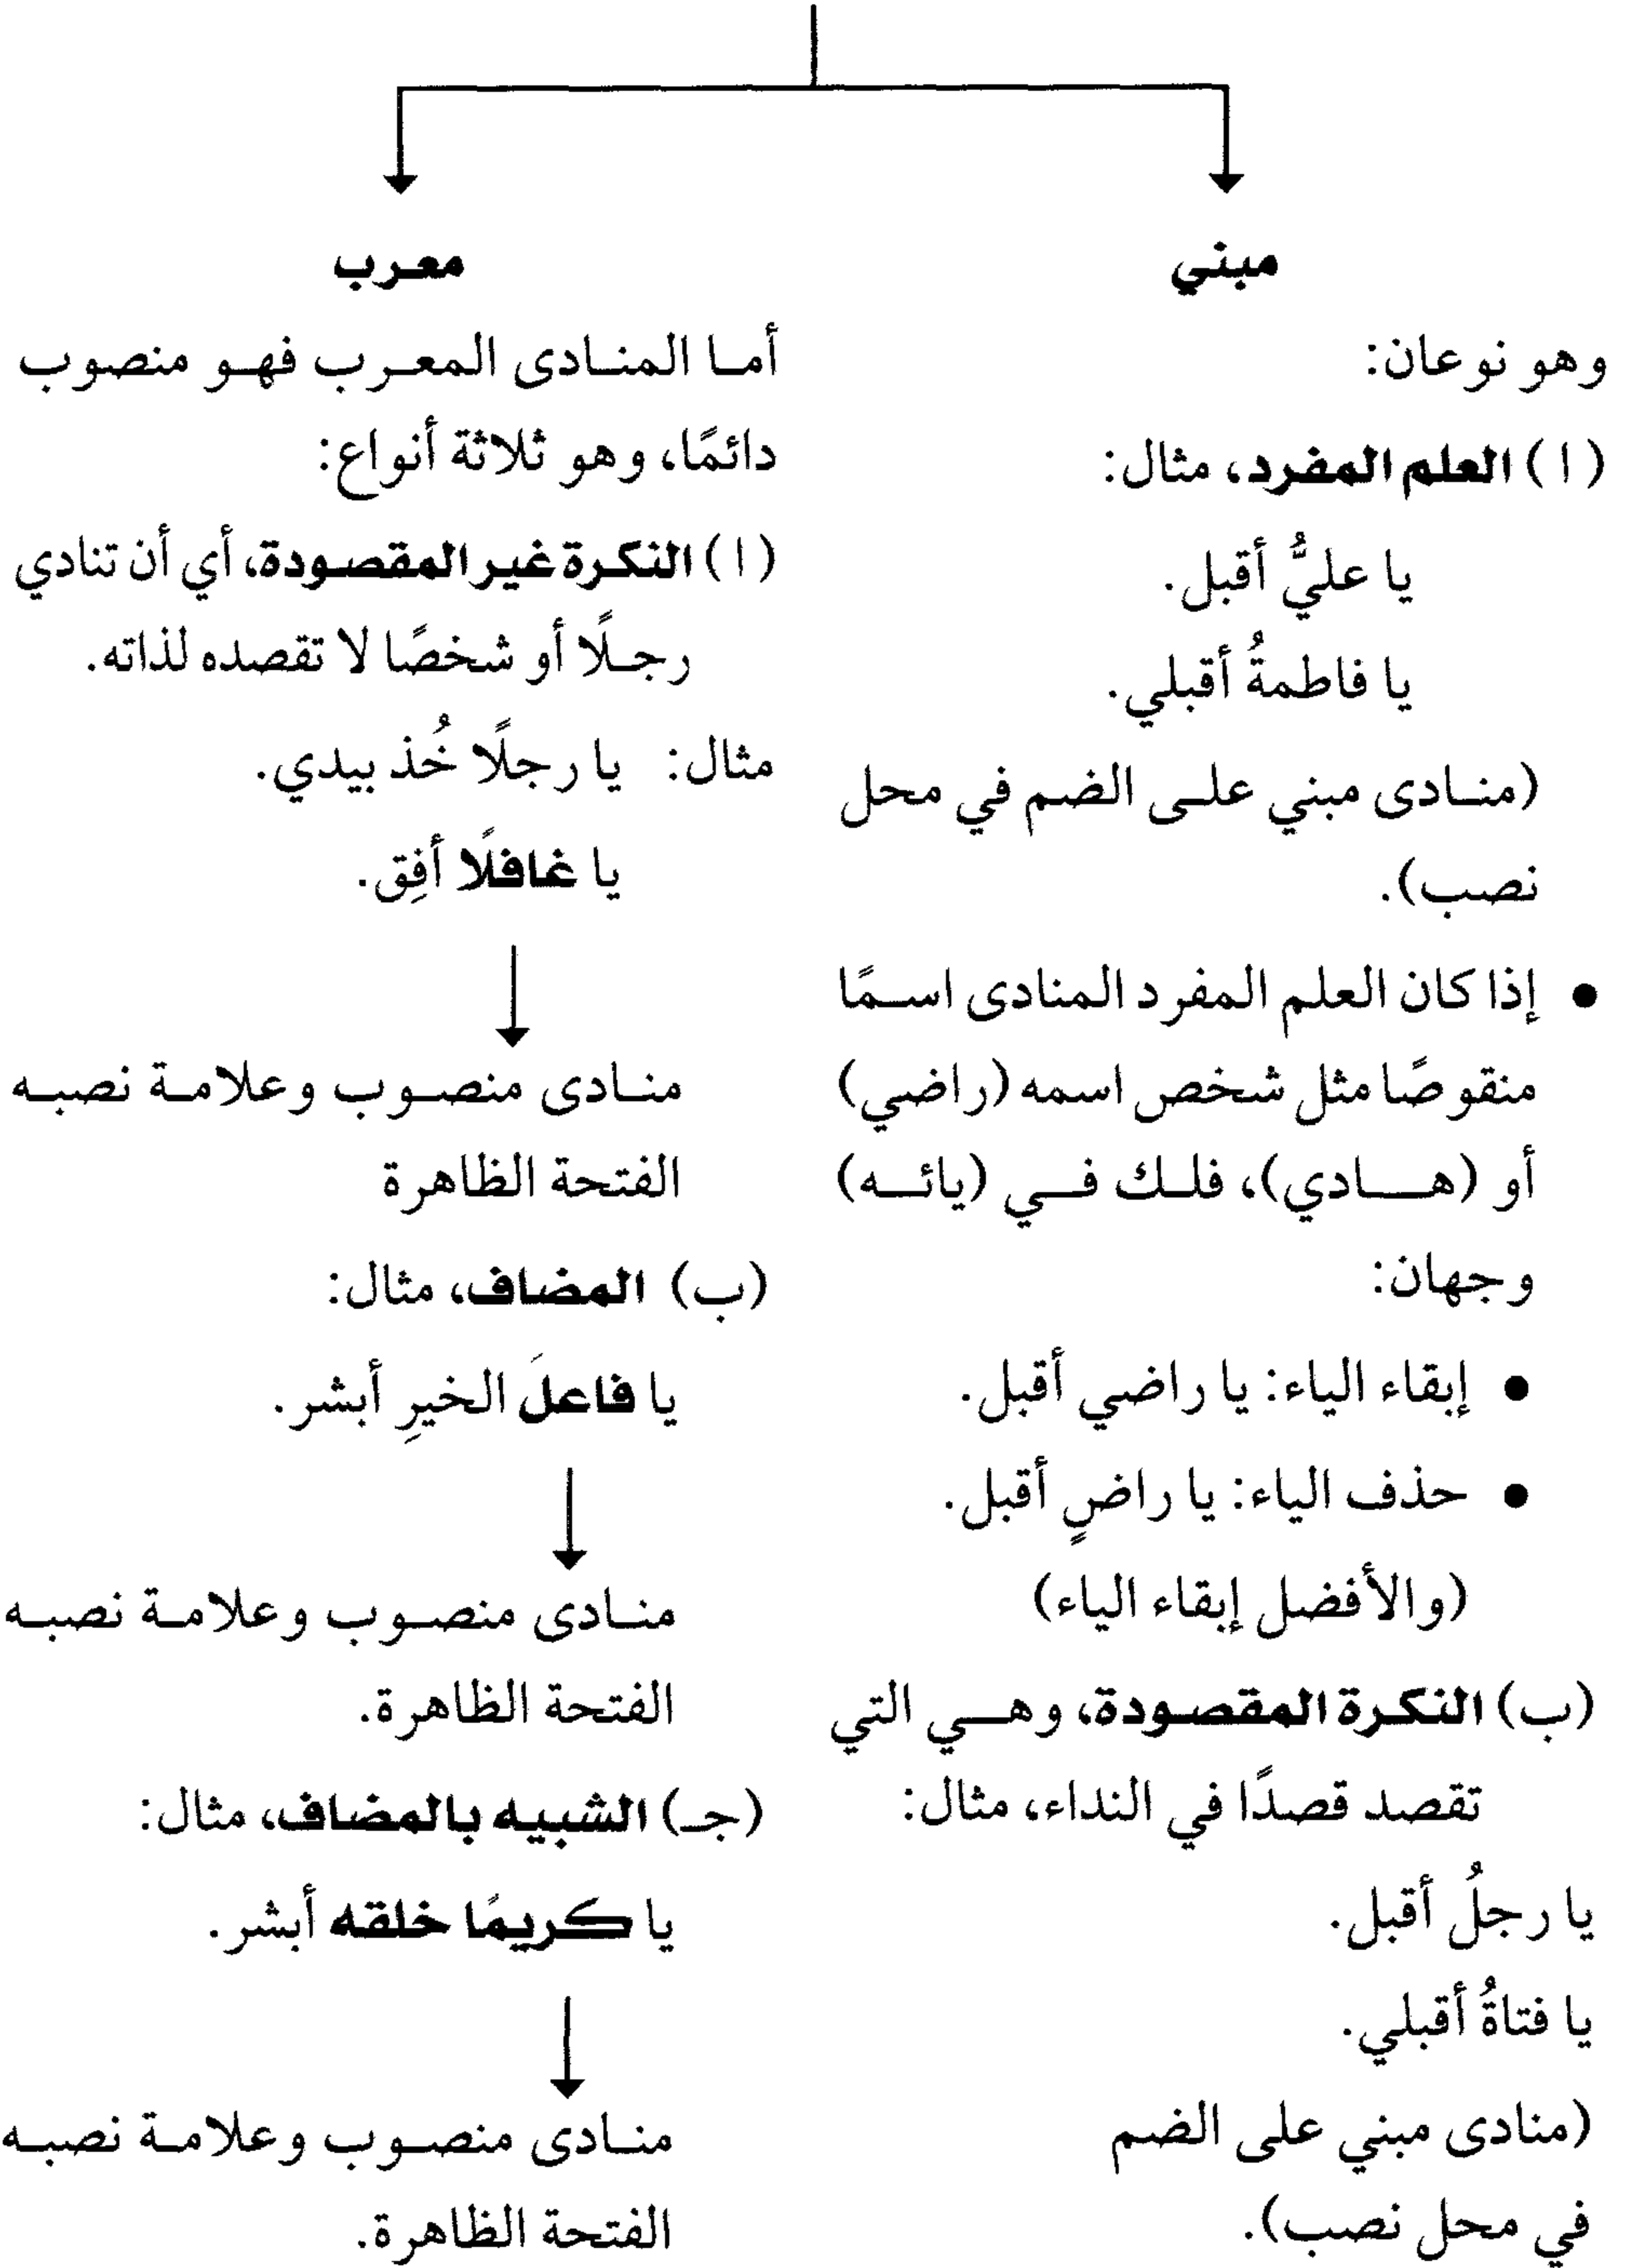 مبني
وهو نوعان:
(ا) العلم المفرد، مثال:
يا عليُّ أقبل.
يا فاطمةُ أقبلي.
(منادى مبني على الضم في محل
نصب).
• إذا كان العلم المفرد المنادى اسمًا
منقوصًا مثل شخص اسمه (راضي)
أو (هادي)، فلك في (يائه)
وجهان:
• إبقاء الياء: يا راضي أقبل.
• حذف الياء: يا راضٍ أقبل.
(والأفضل إبقاء الياء)
(ب) النكرة المقصودة، وهي التي
تقصد قصدًا في النداء، مثال:
يا رجلُ أقبل.
يا فتاةُ أقبلي.
(منادى مبني على الضم
في محل نصب).
معرب
أما المنادى المعرب فهو منصوب
دائمًا، وهو ثلاثة أنواع:
(ا) النكرة غير المقصودة، أي أن تنادي
رجلًا أو شخصًا لا تقصده لذاته.
مثال: يا رجلًا خُذ بيدي.
يا غافلًا أفِق.
منادى منصوب وعلامة نصبه
الفتحة الظاهرة
(ب) المضاف، مثال:
يا فاعلَ الخيرِ أبشر.
منادى منصوب وعلامة نصبه
الفتحة الظاهرة.
(جـ) الشبيه بالمضاف، مثال:
يا كريمًا خلقه أبشر.
منادى منصوب وعلامة نصبه
الفتحة الظاهرة.